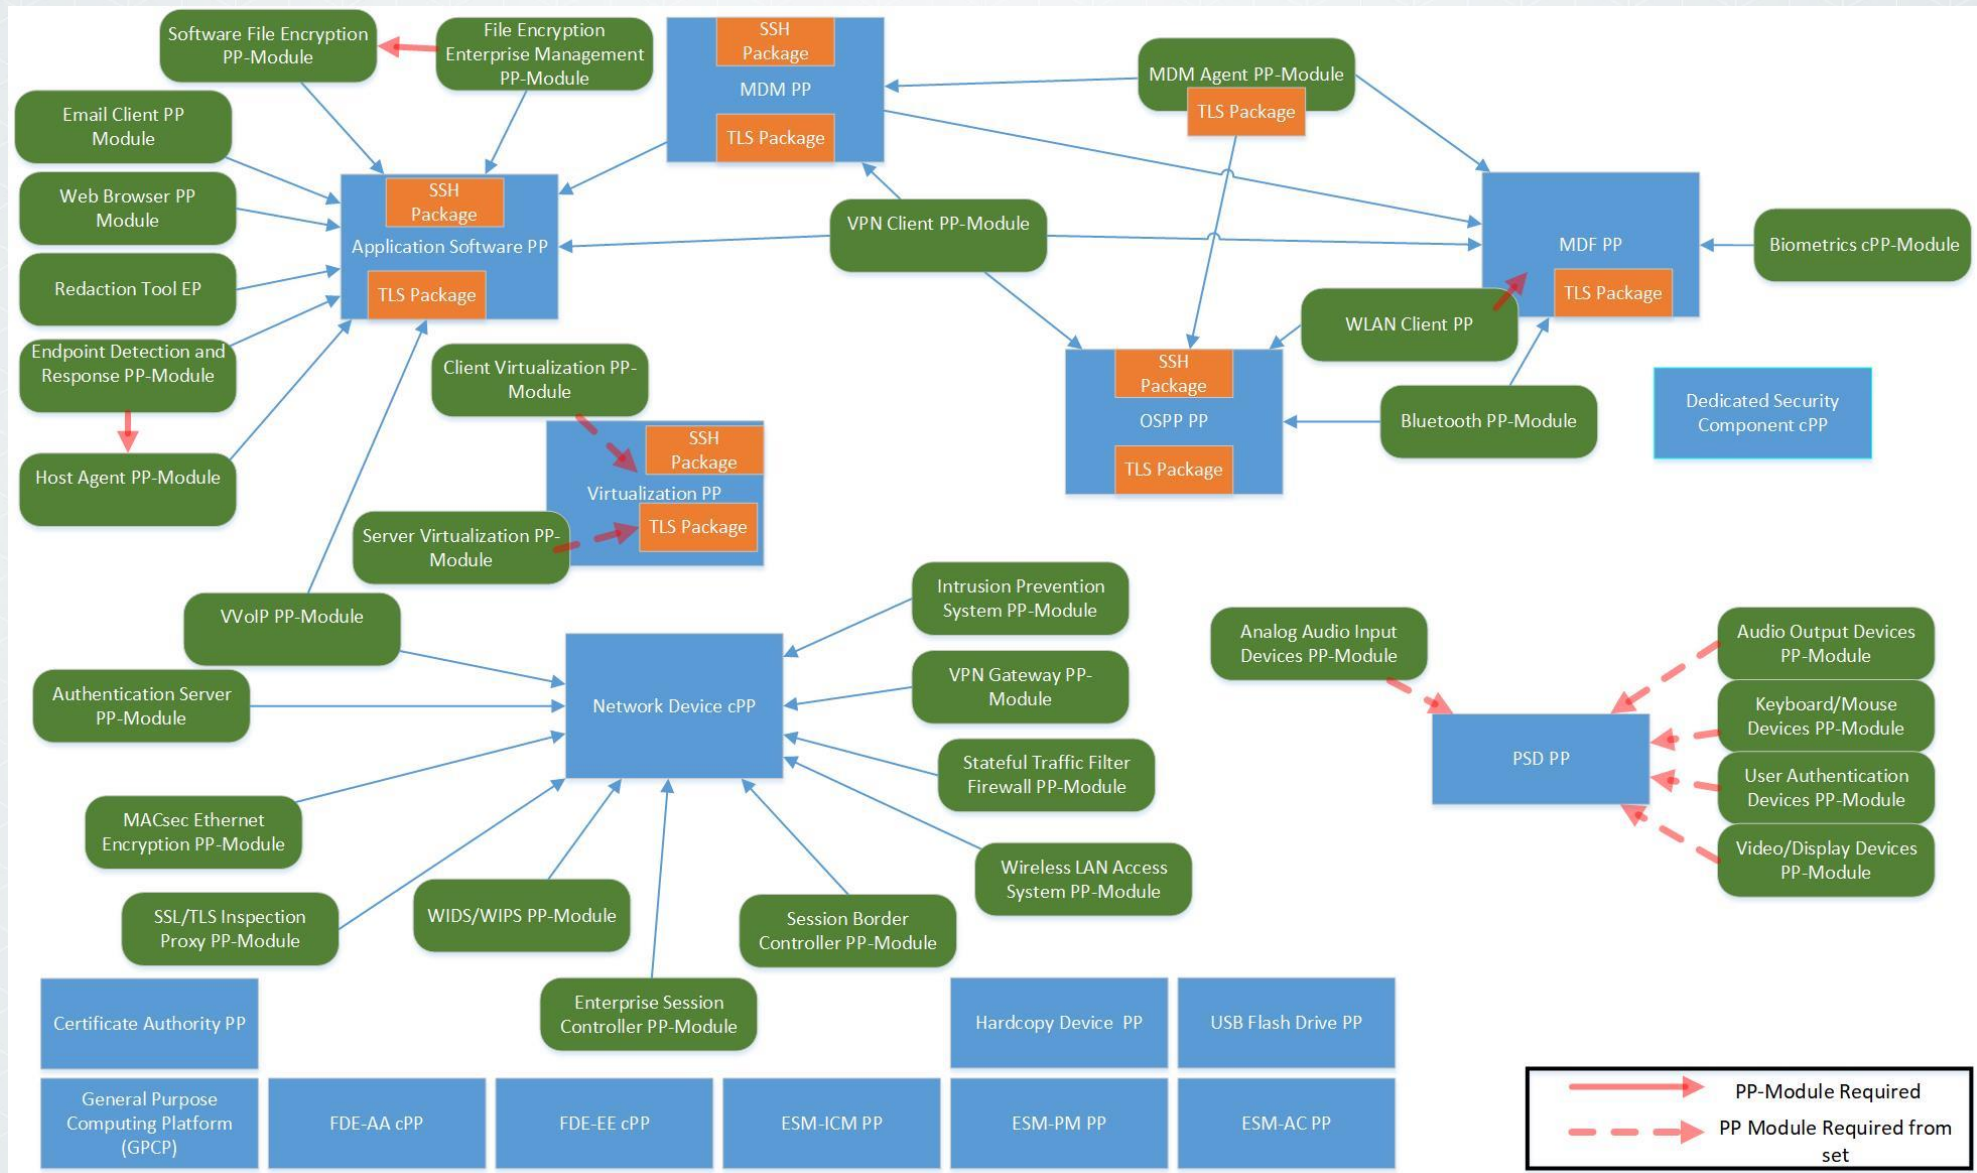 Software File Encryption
PP-Module
File Encryption
Enterprise Management
PP-Module
SSH
Package
MDM PP
TLS Package
MDM Agent PP-Module
TLS Package
Email Client PP
Module
Web Browser PP
Module
SSH
Package
Application Software PP
TLS Package
VPN Client PP-Module
MDF PP
TLS Package
Biometrics cPP-Module
Redaction Tool EP
WLAN Client PP
Endpoint Detection and
Response PP-Module
Client Virtualization PP-
Module
SSH
Package
OSPP PP
TLS Package
Bluetooth PP-Module
Dedicated Security
Component cPP
Host Agent PP-Module
SSH
Package
Virtualization PP
TLS Package
Server Virtualization PP-
Module
VVoIP PP-Module
Intrusion Prevention
System PP-Module
Analog Audio Input
Devices PP-Module
Audio Output Devices
PP-Module
Authentication Server
PP-Module
Network Device cPP
VPN Gateway PP-
Module
Keyboard/Mouse
Devices PP-Module
PSD PP
Stateful Traffic Filter
Firewall PP-Module
User Authentication
Devices PP-Module
MACsec Ethernet
Encryption PP-Module
Video/Display Devices
PP-Module
Wireless LAN Access
System PP-Module
SSL/TLS Inspection
Proxy PP-Module
WIDS/WIPS PP-Module
Session Border
Controller PP-Module
Enterprise Session
Controller PP-Module
Certificate Authority PP
Hardcopy Device PP
USB Flash Drive PP
General Purpose
Computing Platform
(GPCP)
FDE-AA cPP
FDE-EE cPP
ESM-ICM PP
ESM-PM PP
ESM-AC PP
PP-Module Required
PP Module Required from
set